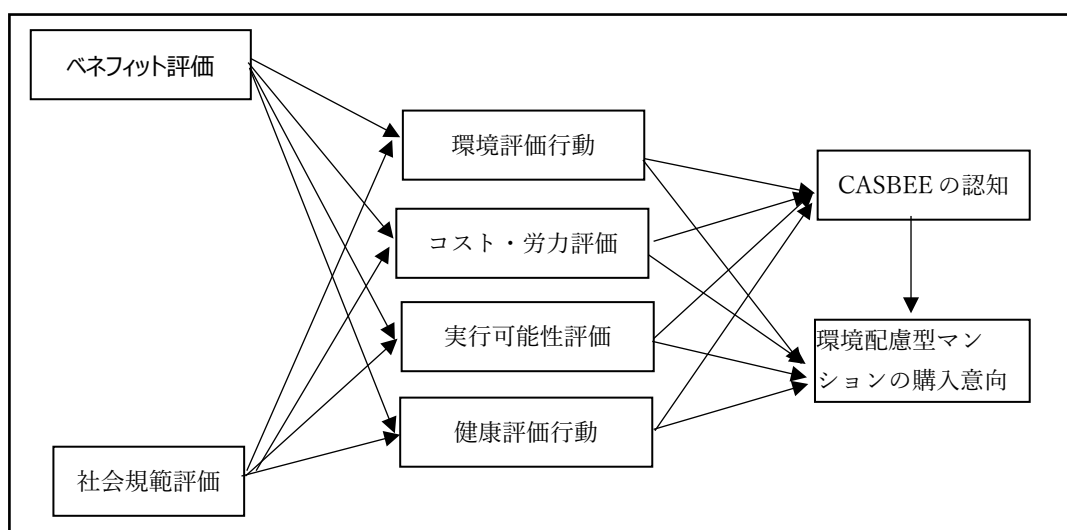 ベネフィット評価
環境評価行動
CASBEE の認知
コスト・労力評価
実行可能性評価
環境配慮型マン
ションの購入意向
健康評価行動
社会規範評価